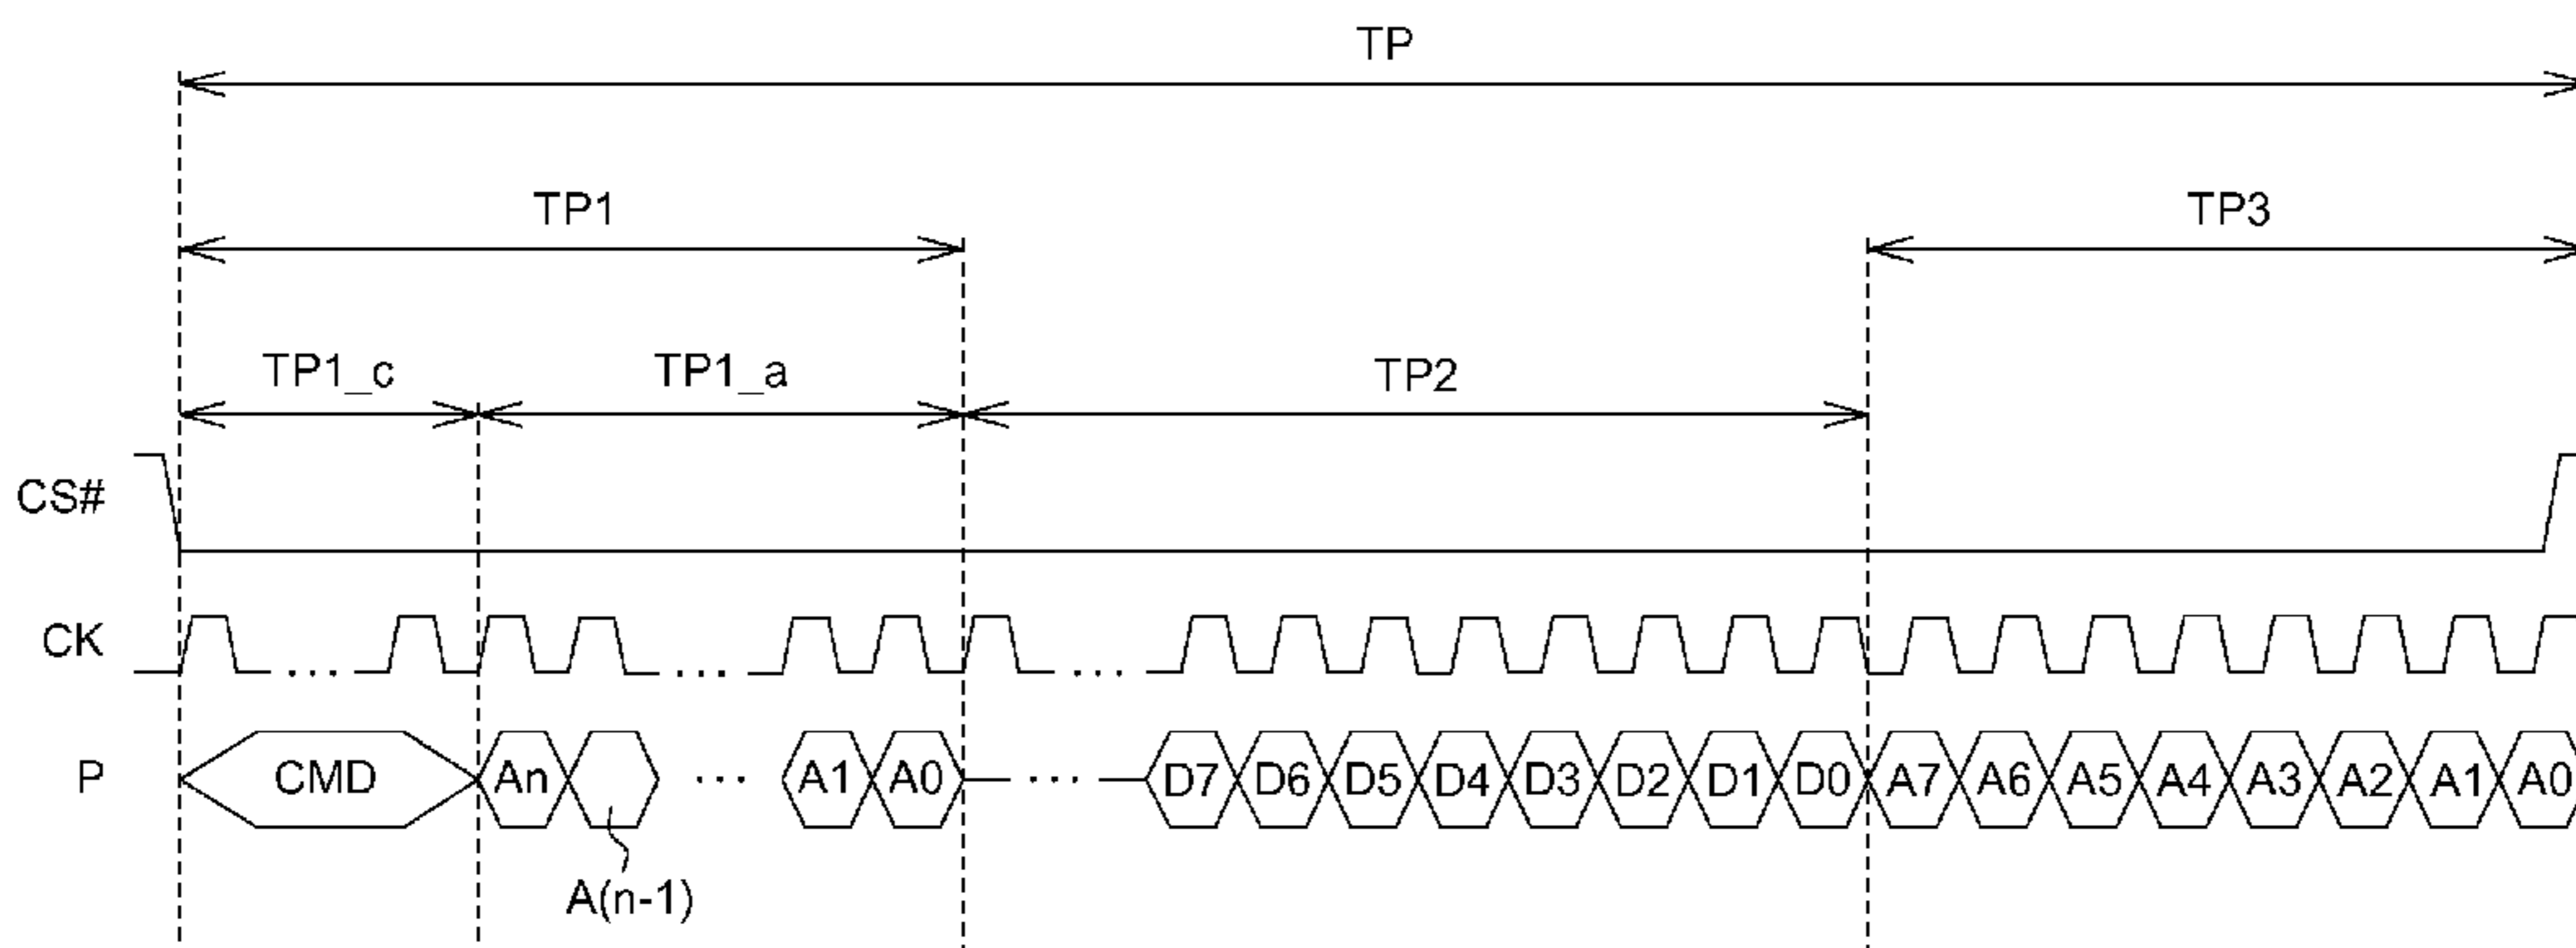 TP
TP1 TP3
TP1_c TP1_a TP2
CS#
CK ... ... ...
P CMD An ... A1 A0 ... D7 D6 D5 D4 D3 D2 D1 D0 A7 A6 A5 A4 A3 A2 A1 A0
A(n-1)